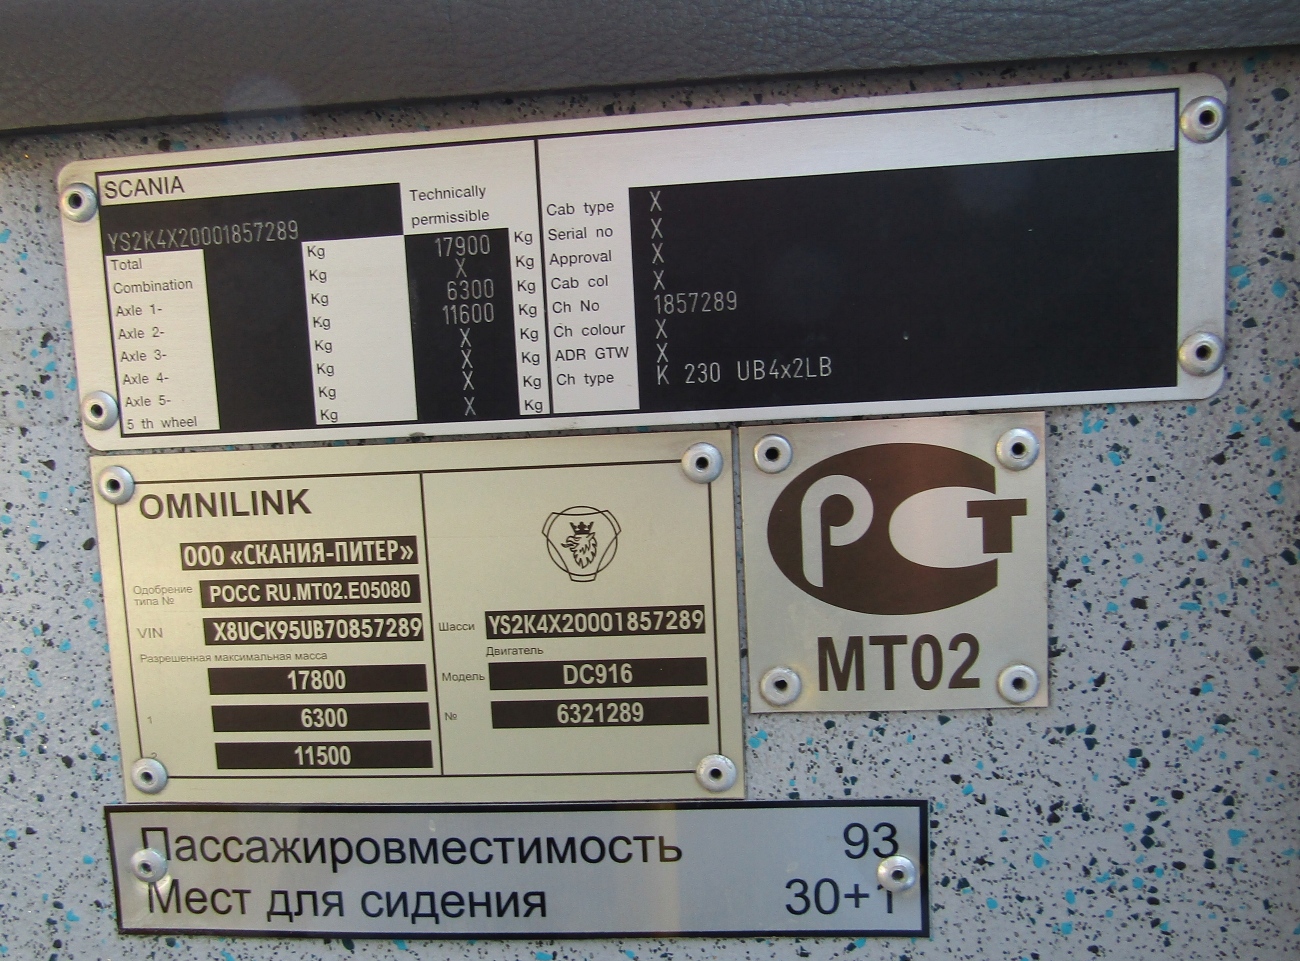 SCANIA
YS2K4X20001857289
Technically
permissible
Total Kg 17900 Kg
Combination Kg X Kg
Axle 1- Kg 6300 Kg
Axle 2- Kg 11600 Kg
Axle 3- Kg X Kg
Axle 4- Kg X Kg
Axle 5- Kg X Kg
5 th wheel Kg X Kg
Cab type X
Serial no X
Approval X
Cab col X
Ch No 1857289
Ch colour X
ADR GTW X
Ch type K 230 UB4x2LB
OMNILINK
ООО «СКАНИЯ-ПИТЕР»
Одобрение
типа № РОСС RU.МТ02.Е05080
VIN X8UCK95UB70857289
Разрешенная максимальная масса
17800
1 6300
2 11500
Шасси YS2K4X20001857289
Двигатель
Модель DC916
№ 6321289
РСТ
МТ02
Пассажировместимость 93
Мест для сидения 30+1